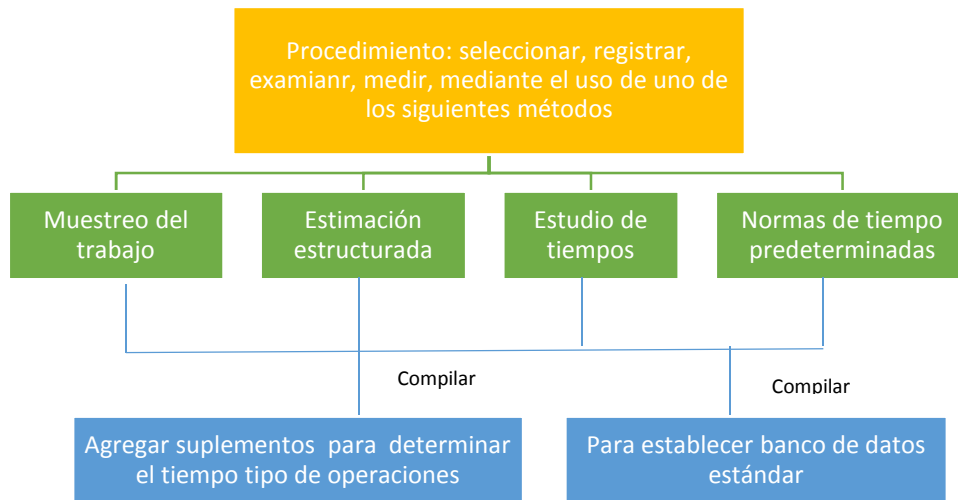 Procedimiento: seleccionar, registrar,
examianr, medir, mediante el uso de uno de
los siguientes métodos
Muestreo del
trabajo
Estimación
estructurada
Estudio de
tiempos
Normas de tiempo
predeterminadas
Compilar
Compilar
Agregar suplementos para determinar
el tiempo tipo de operaciones
Para establecer banco de datos
estándar